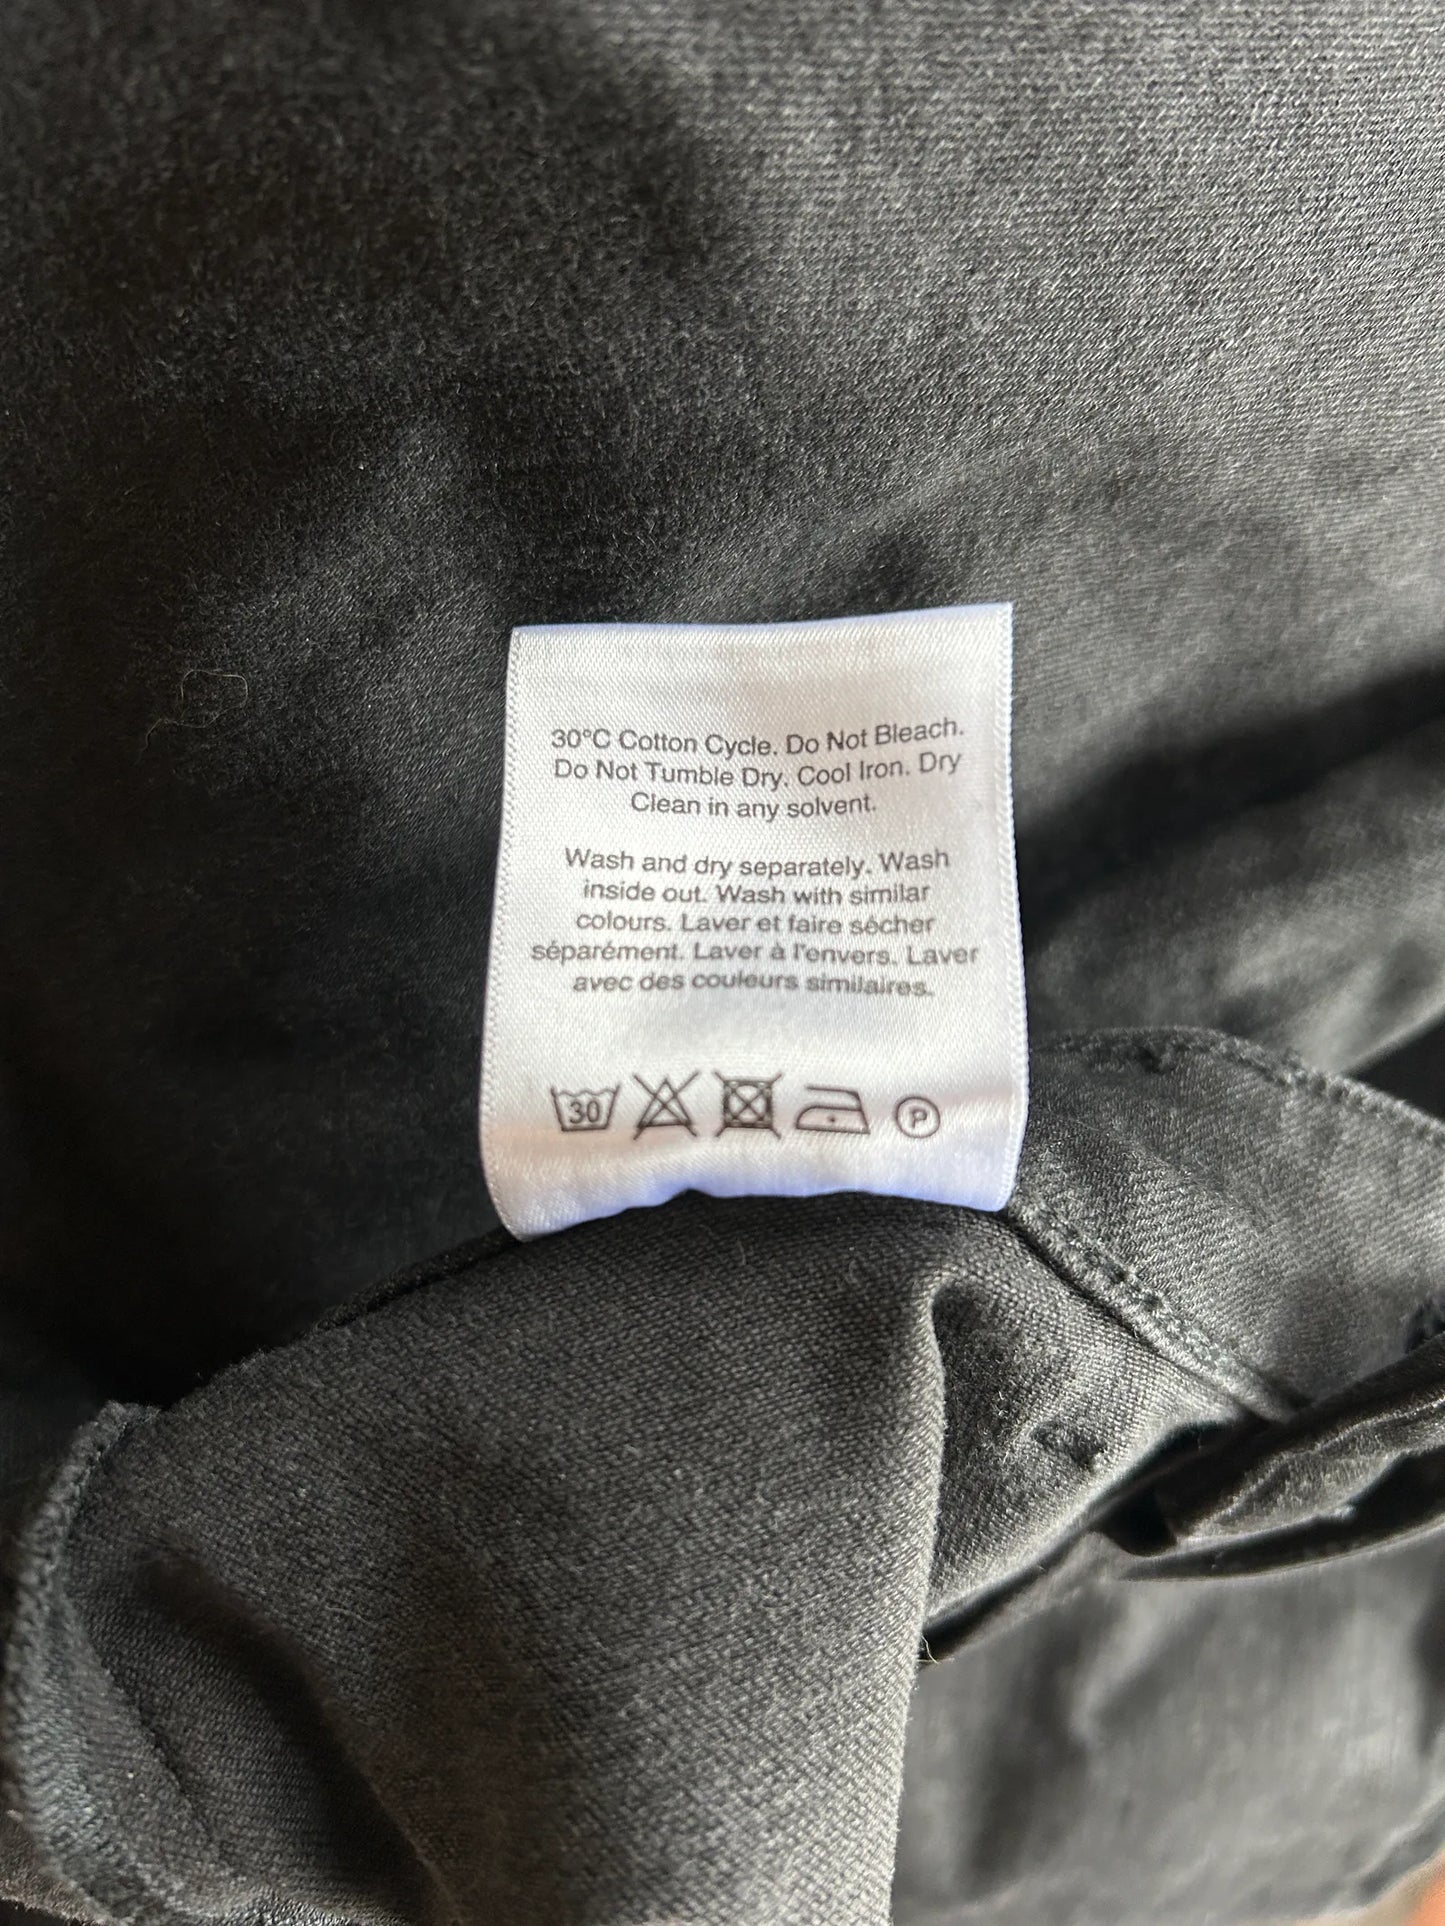 30°C Cotton Cycle. Do Not Bleach.
Do Not Tumble Dry. Cool Iron. Dry
Clean in any solvent.
Wash and dry separately. Wash
inside out. Wash with similar
colours. Laver et faire sécher
séparément. Laver à l'envers. Laver
avec des couleurs similaires.
30 P